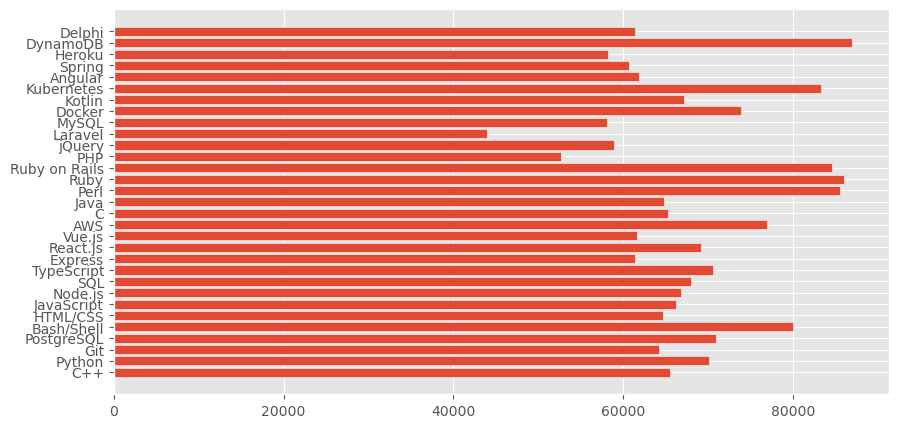 Delphi
DynamoDB
Heroku
Spring
Angular
Kubernetes
Kotlin
Docker
MySQL
Laravel
jQuery
PHP
Ruby on Rails
Ruby
Perl
Java
C
AWS
Vue.js
React.js
Express
TypeScript
SQL
Node.js
JavaScript
HTML/CSS
Bash/Shell
PostgreSQL
Git
Python
C++
0 20000 40000 60000 80000